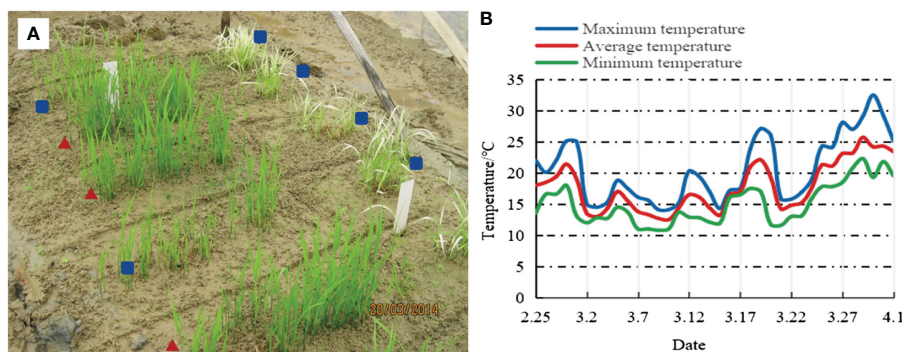 A
20/03/2014
B
Maximum temperature
Average temperature
Minimum temperature
Temperature/°C
35
30
25
20
15
10
5
0
2.25 3.2 3.7 3.12 3.17 3.22 3.27 4.1
Date